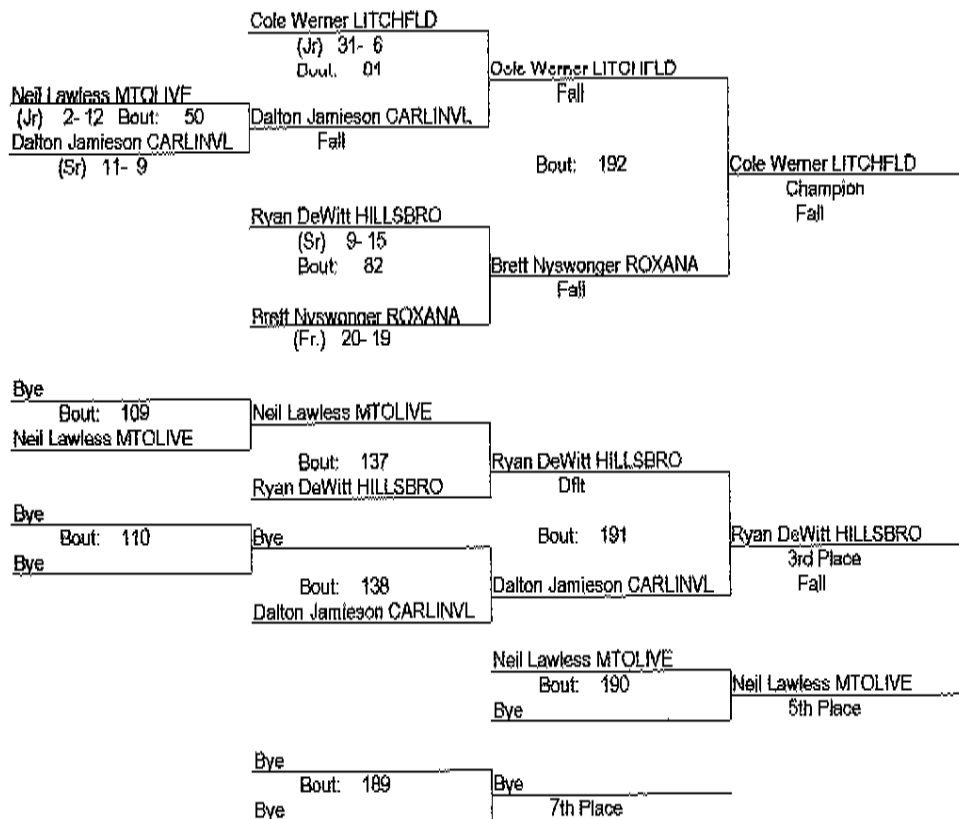 Cole Werner LITCHFLD
(Jr) 31- 6
Bout: 81
Cole Werner LITCHFLD
Fall
Neil Lawless MTOLIVE
(Jr) 2- 12 Bout: 50
Dalton Jamieson CARLINVL
(Sr) 11- 9
Dalton Jamieson CARLINVL
Fall
Bout: 192
Cole Werner LITCHFLD
Champion
Fall
Ryan DeWitt HILLSBRO
(Sr) 9- 15
Bout: 82
Brett Nyswonger ROXANA
Fall
Brett Nyswonger ROXANA
(Fr.) 20- 19
Bye
Bout: 109
Neil Lawless MTOLIVE
Neil Lawless MTOLIVE
Bout: 137
Ryan DeWitt HILLSBRO
Ryan DeWitt HILLSBRO
Dflt
Bye
Bout: 110
Bye
Bye
Bout: 138
Dalton Jamieson CARLINVL
Bout: 191
Dalton Jamieson CARLINVL
Ryan DeWitt HILLSBRO
3rd Place
Fall
Neil Lawless MTOLIVE
Bout: 190
Bye
Neil Lawless MTOLIVE
5th Place
Bye
Bout: 189
Bye
Bye
7th Place